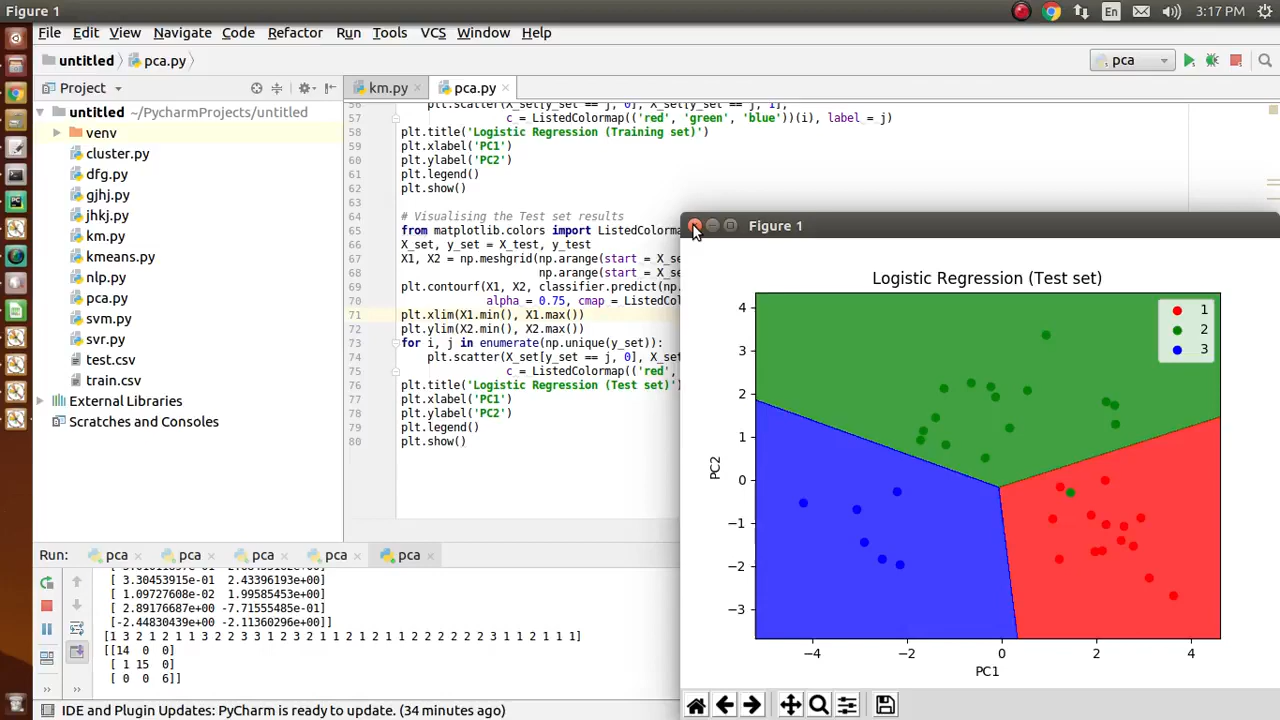 Figure 1
En
3:17 PM
File Edit View Navigate Code Refactor Run Tools VCS Window Help
untitled pca.py
pca
Project
km.py
pca.py
untitled ~/PycharmProjects/untitled
venv
cluster.py
dfg.py
gjhj.py
jhkj.py
km.py
kmeans.py
nlp.py
pca.py
svm.py
svr.py
test.csv
train.csv
External Libraries
Scratches and Consoles
56 plt.scatter(X_set[y_set == j, 0], X_set[y_set == j, 1],
57 c = ListedColormap(('red', 'green', 'blue'))(i), label = j)
58 plt.title('Logistic Regression (Training set)')
59 plt.xlabel('PC1')
60 plt.ylabel('PC2')
61 plt.legend()
62 plt.show()
63
64 # Visualising the Test set results
65 from matplotlib.colors import ListedColorma
66 X_set, y_set = X_test, y_test
67 X1, X2 = np.meshgrid(np.arange(start = X_se
68 np.arange(start = X_se
69 plt.contourf(X1, X2, classifier.predict(np.
70 alpha = 0.75, cmap = ListedCol
71 plt.xlim(X1.min(), X1.max())
72 plt.ylim(X2.min(), X2.max())
73 for i, j in enumerate(np.unique(y_set)):
74 plt.scatter(X_set[y_set == j, 0], X_set
75 c = ListedColormap(('red',
76 plt.title('Logistic Regression (Test set)'
77 plt.xlabel('PC1')
78 plt.ylabel('PC2')
79 plt.legend()
80 plt.show()
Figure 1
Logistic Regression (Test set)
1
2
3
4
3
2
1
0
−1
−2
−3
PC2
−4 −2 0 2 4
PC1
Run: pca pca pca pca pca
[ 3.30453915e-01 2.43396193e+00]
[ 1.09727608e-02 1.99585453e+00]
[ 2.89176687e+00 -7.71555485e-01]
[-2.44830439e+00 -2.11360296e+00]]
[1 3 2 1 2 1 1 3 2 2 3 3 1 2 3 2 1 1 2 1 2 1 1 2 2 2 2 2 2 3 1 1 2 1 1 1]
[[14 0 0]
[ 1 15 0]
[ 0 0 6]]
IDE and Plugin Updates: PyCharm is ready to update. (34 minutes ago)